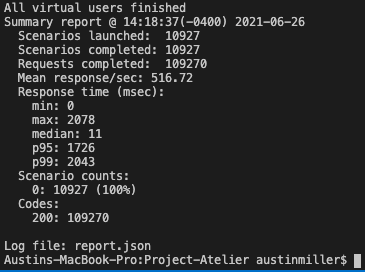 All virtual users finished
Summary report @ 14:18:37(-0400) 2021-06-26
Scenarios launched: 10927
Scenarios completed: 10927
Requests completed: 109270
Mean response/sec: 516.72
Response time (msec):
min: 0
max: 2078
median: 11
p95: 1726
p99: 2043
Scenario counts:
0: 10927 (100%)
Codes:
200: 109270
Log file: report.json
Austins-MacBook-Pro:Project-Atelier austinmiller$